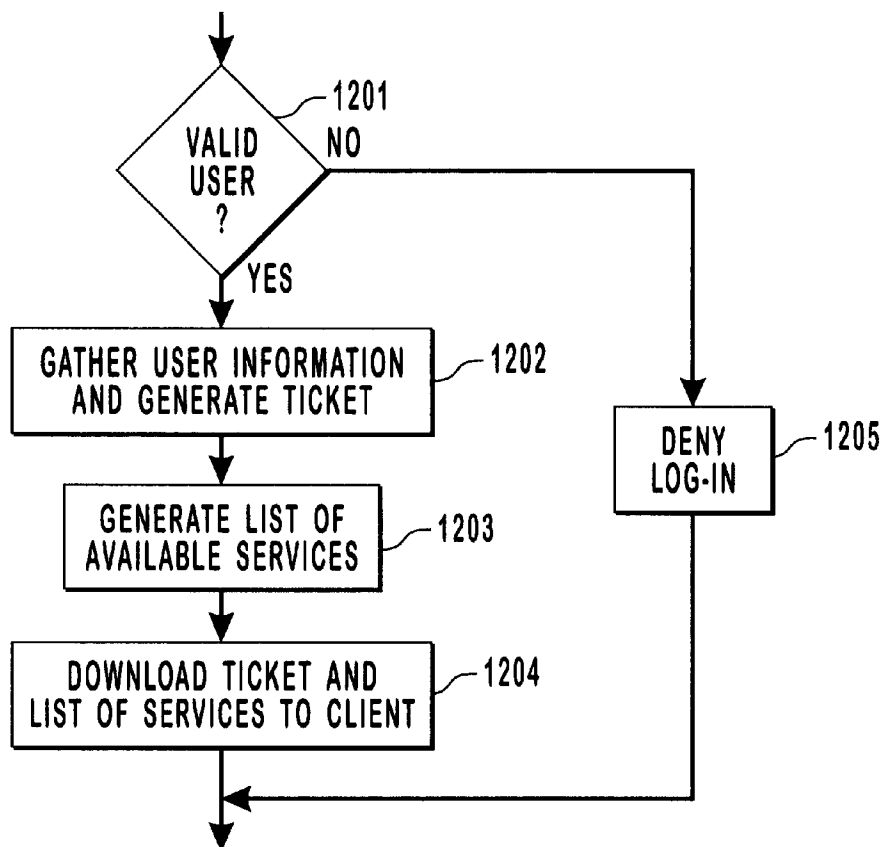 1201
VALID
USER
?
NO
YES
GATHER USER INFORMATION
AND GENERATE TICKET
1202
GENERATE LIST OF
AVAILABLE SERVICES
1203
DOWNLOAD TICKET AND
LIST OF SERVICES TO CLIENT
1204
DENY
LOG-IN
1205